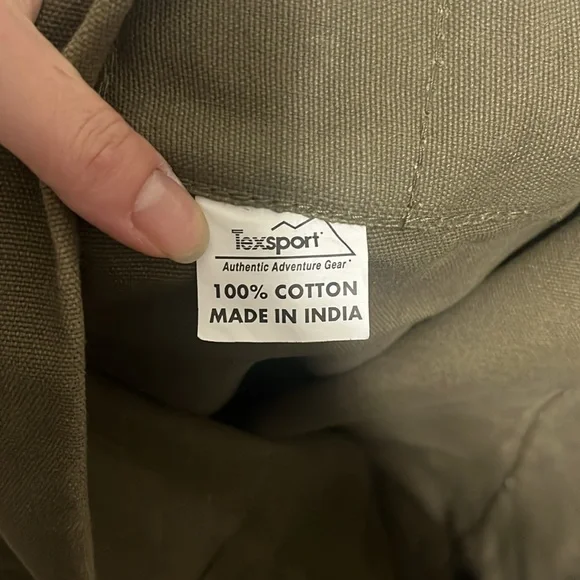 Texsport
Authentic Adventure Gear
100% COTTON
MADE IN INDIA